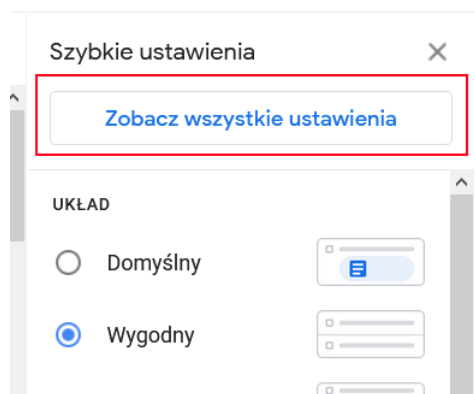 Szybkie ustawienia
Zobacz wszystkie ustawienia
UKŁAD
Domyślny
Wygodny